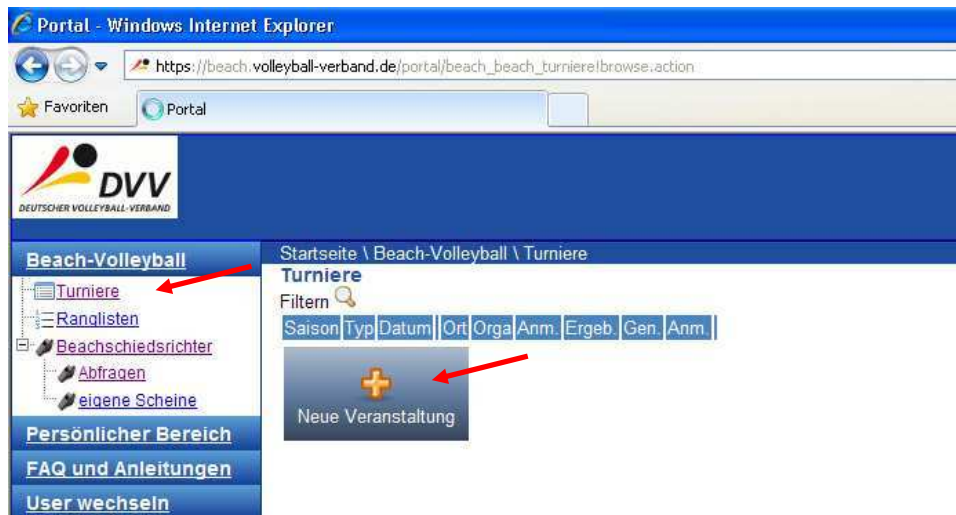 Portal - Windows Internet Explorer
https://beach.volleyball-verband.de/portal/beach_beach_turniere!browse.action
Favoriten
Portal
DVV
DEUTSCHER VOLLEYBALL-VERBAND
Beach-Volleyball
Turniere
Ranglisten
Beachschiedsrichter
Abfragen
eigene Scheine
Persönlicher Bereich
FAQ und Anleitungen
User wechseln
Startseite \ Beach-Volleyball \ Turniere
Turniere
Filtern
Saison Typ Datum Ort Orga Anm. Ergeb. Gen. Anm.
Neue Veranstaltung